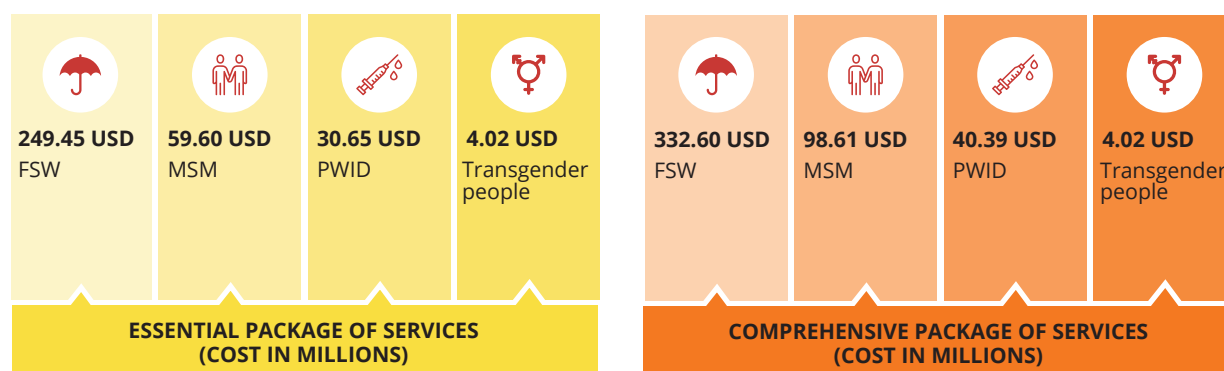 249.45 USD
FSW
59.60 USD
MSM
30.65 USD
PWID
4.02 USD
Transgender
people
ESSENTIAL PACKAGE OF SERVICES
(COST IN MILLIONS)
332.60 USD
FSW
98.61 USD
MSM
40.39 USD
PWID
4.02 USD
Transgender
people
COMPREHENSIVE PACKAGE OF SERVICES
(COST IN MILLIONS)